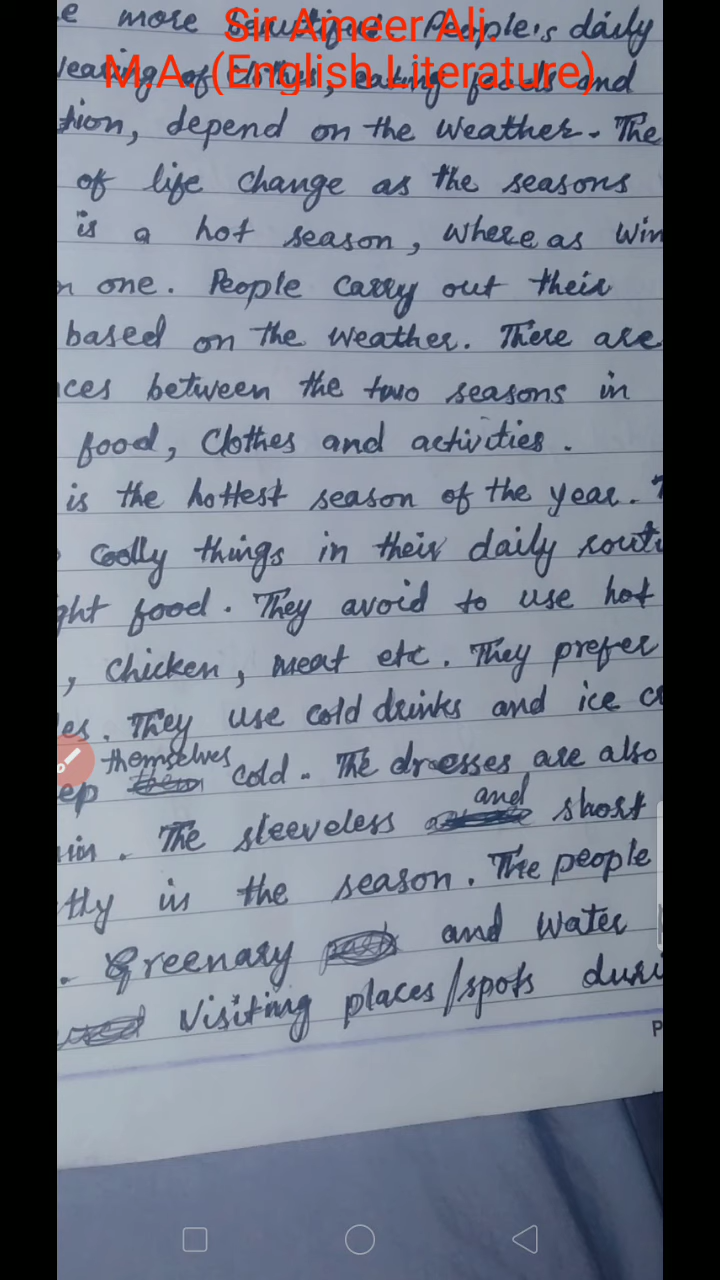 Sir Ameer Ali.
M.A. (English Literature)
e more beautiful. People's daily
wearing of clothes, eating foods and
tion, depend on the weather. The
of life change as the seasons
is a hot season, where as win
n one. People carry out their
based on the weather. There are
ces between the two seasons in
food, clothes and activities.
is the hottest season of the year. T
coolly things in their daily routi
ght food. They avoid to use hot
, chicken, meat etc. They prefer
es. They use cold drinks and ice cr
themselves
ep cold. The dresses are also
and
The sleeveless short
tly in the season. The people
. Greenary and water
visiting places/spots duri
P